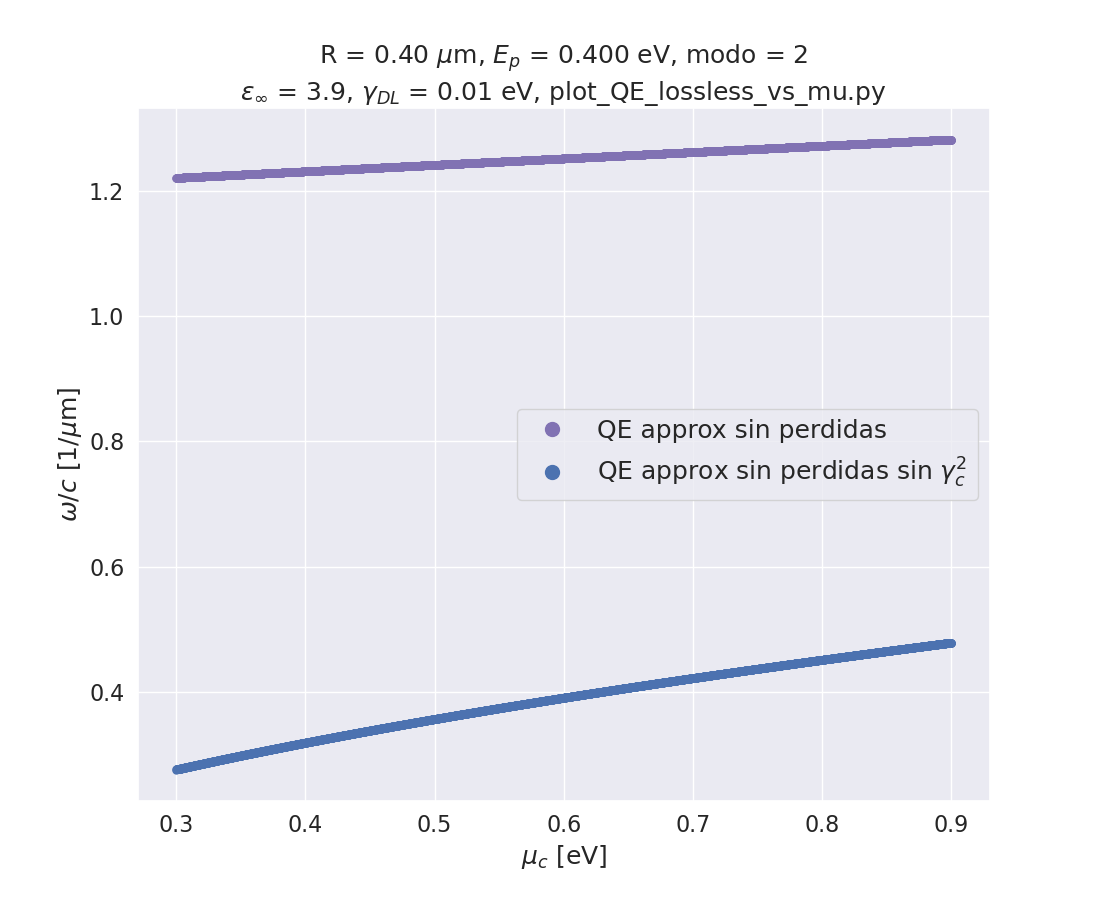 R = 0.40 μm, E_p = 0.400 eV, modo = 2
ε_∞ = 3.9, γ_DL = 0.01 eV, plot_QE_lossless_vs_mu.py
1.2
1.0
0.8
0.6
0.4
ω/c [1/μm]
QE approx sin perdidas
QE approx sin perdidas sin γ_c^2
0.3 0.4 0.5 0.6 0.7 0.8 0.9
μ_c [eV]